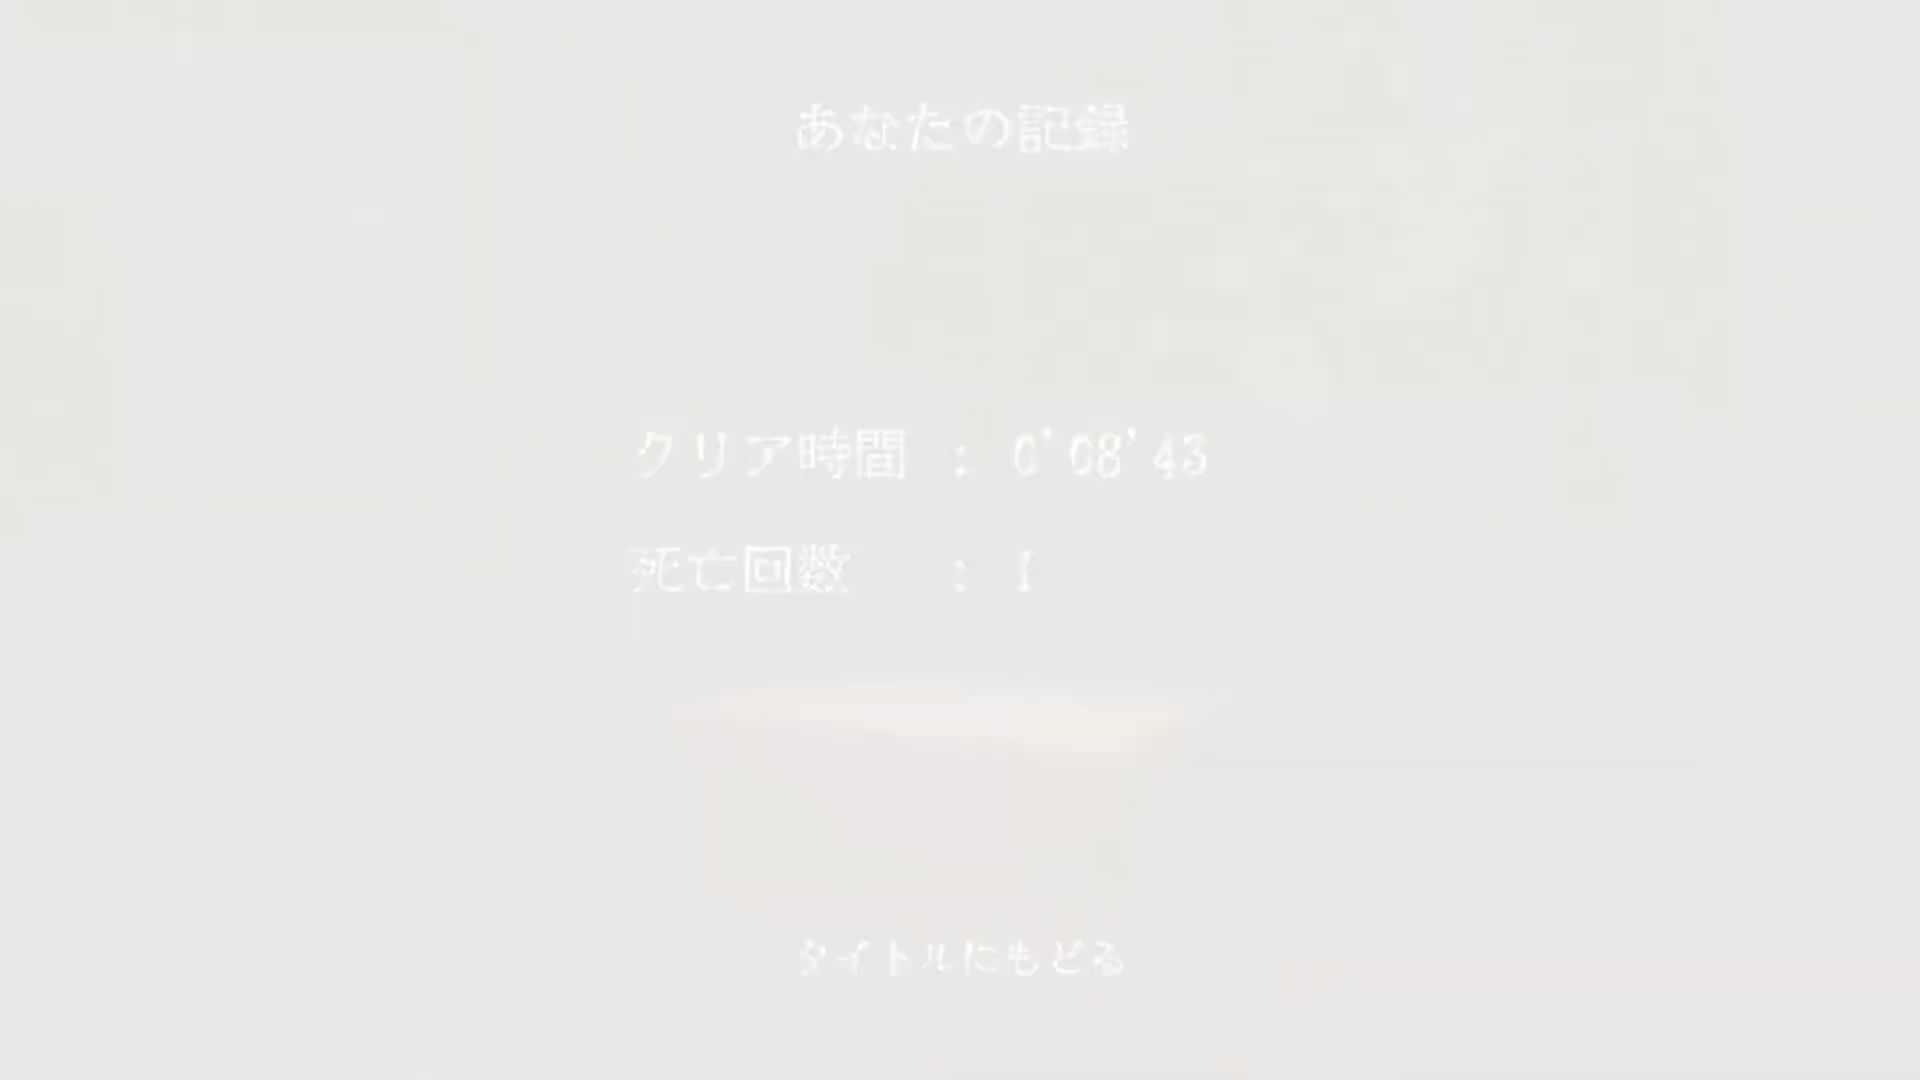 あなたの記録
クリア時間 : 0'08'43
死亡回数 : 1
タイトルにもどる